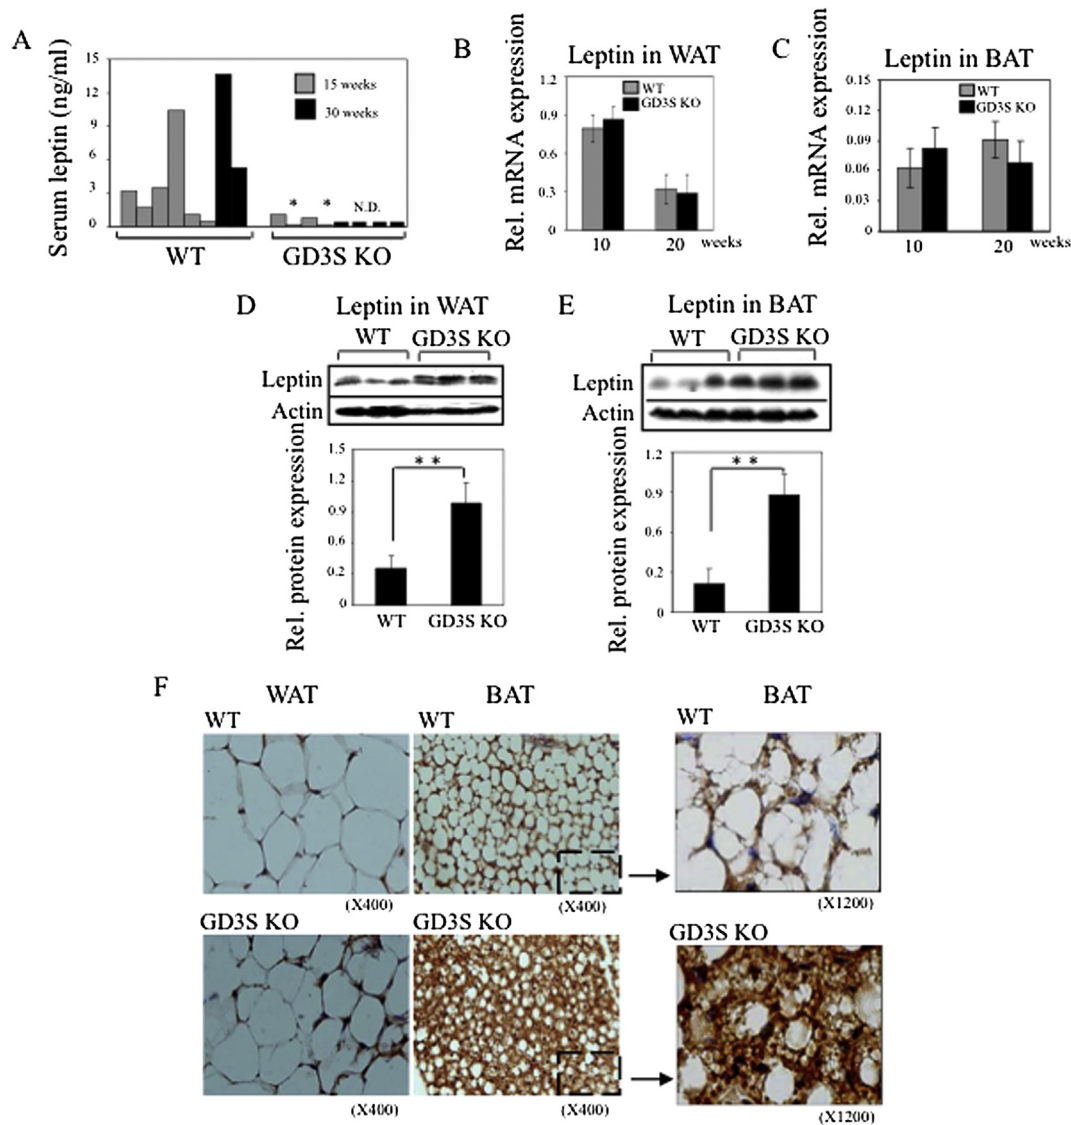 A
Serum leptin (ng/ml)
15
12
9
6
3
0
15 weeks
30 weeks
*
*
N.D.
WT
GD3S KO
B
Leptin in WAT
Rel. mRNA expression
1.2
0.9
0.6
0.3
0
WT
GD3S KO
10
20
weeks
C
Leptin in BAT
Rel. mRNA expression
0.15
0.12
0.09
0.06
0.03
0
WT
GD3S KO
10
20
weeks
D
Leptin in WAT
WT
GD3S KO
Leptin
Actin
Rel. protein expression
1.5
1.2
0.9
0.6
0.2
0
* *
WT
GD3S KO
E
Leptin in BAT
WT
GD3S KO
Leptin
Actin
Rel. protein expression
1.2
0.9
0.6
0.2
0
* *
WT
GD3S KO
F
WAT
BAT
BAT
WT
WT
WT
(X400)
(X400)
(X1200)
GD3S KO
GD3S KO
GD3S KO
(X400)
(X400)
(X1200)